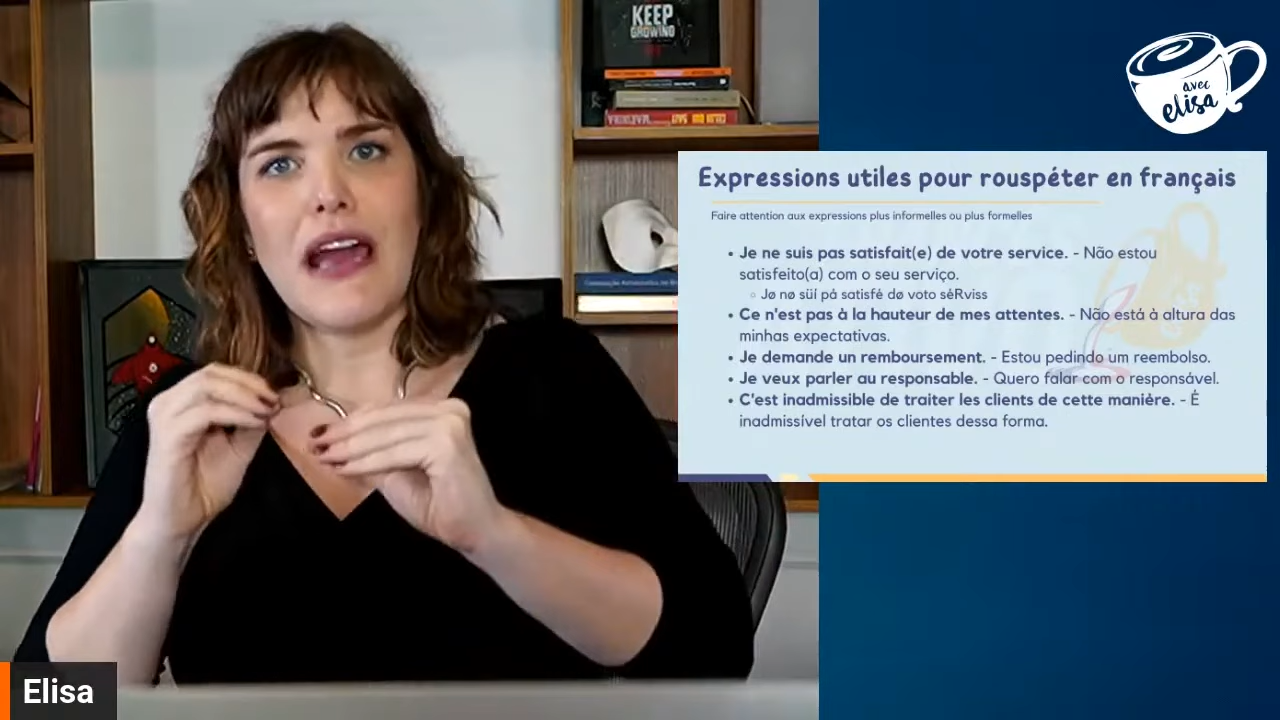 KEEP
GROWING
avec
elisa
Expressions utiles pour rouspéter en français
Faire attention aux expressions plus informelles ou plus formelles
• Je ne suis pas satisfait(e) de votre service. - Não estou
satisfeito(a) com o seu serviço.
◦ Jø nø süí pá satisfé dø voto séRviss
• Ce n'est pas à la hauteur de mes attentes. - Não está à altura das
minhas expectativas.
• Je demande un remboursement. - Estou pedindo um reembolso.
• Je veux parler au responsable. - Quero falar com o responsável.
• C'est inadmissible de traiter les clients de cette manière. - É
inadmissível tratar os clientes dessa forma.
Elisa